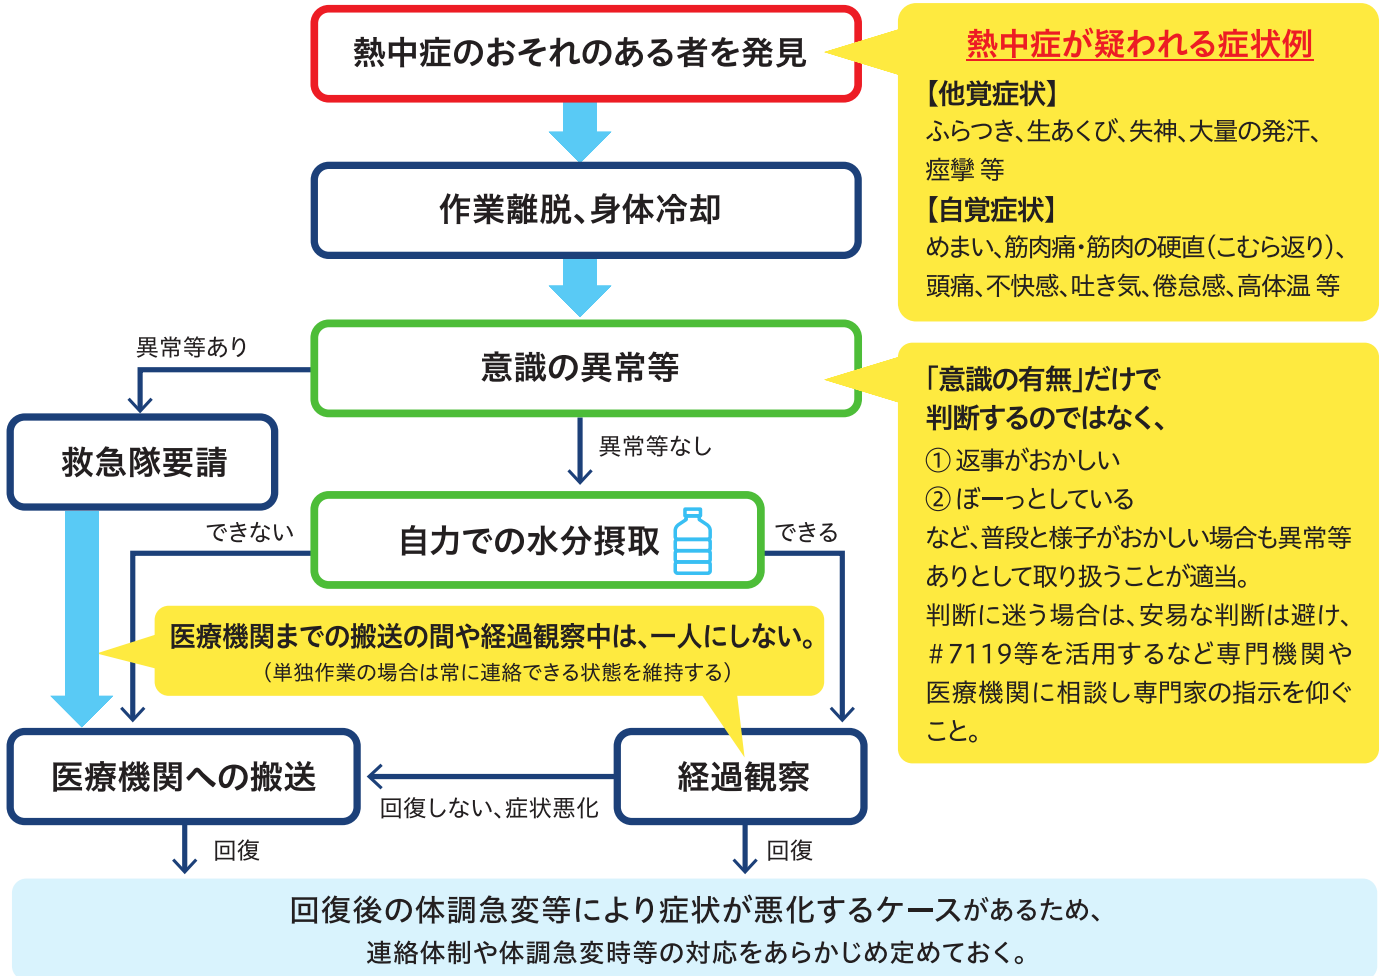 熱中症のおそれのある者を発見
熱中症が疑われる症状例
【他覚症状】
ふらつき、生あくび、失神、大量の発汗、
痙攣 等
【自覚症状】
めまい、筋肉痛・筋肉の硬直（こむら返り）、
頭痛、不快感、吐き気、倦怠感、高体温 等
作業離脱、身体冷却
意識の異常等
異常等あり
異常等なし
「意識の有無」だけで
判断するのではなく、
① 返事がおかしい
② ぼーっとしている
など、普段と様子がおかしい場合も異常等
ありとして取り扱うことが適当。
判断に迷う場合は、安易な判断は避け、
＃7119等を活用するなど専門機関や
医療機関に相談し専門家の指示を仰ぐ
こと。
救急隊要請
自力での水分摂取
できない
できる
医療機関までの搬送の間や経過観察中は、一人にしない。
（単独作業の場合は常に連絡できる状態を維持する）
医療機関への搬送
経過観察
回復しない、症状悪化
回復
回復
回復後の体調急変等により症状が悪化するケースがあるため、
連絡体制や体調急変時等の対応をあらかじめ定めておく。